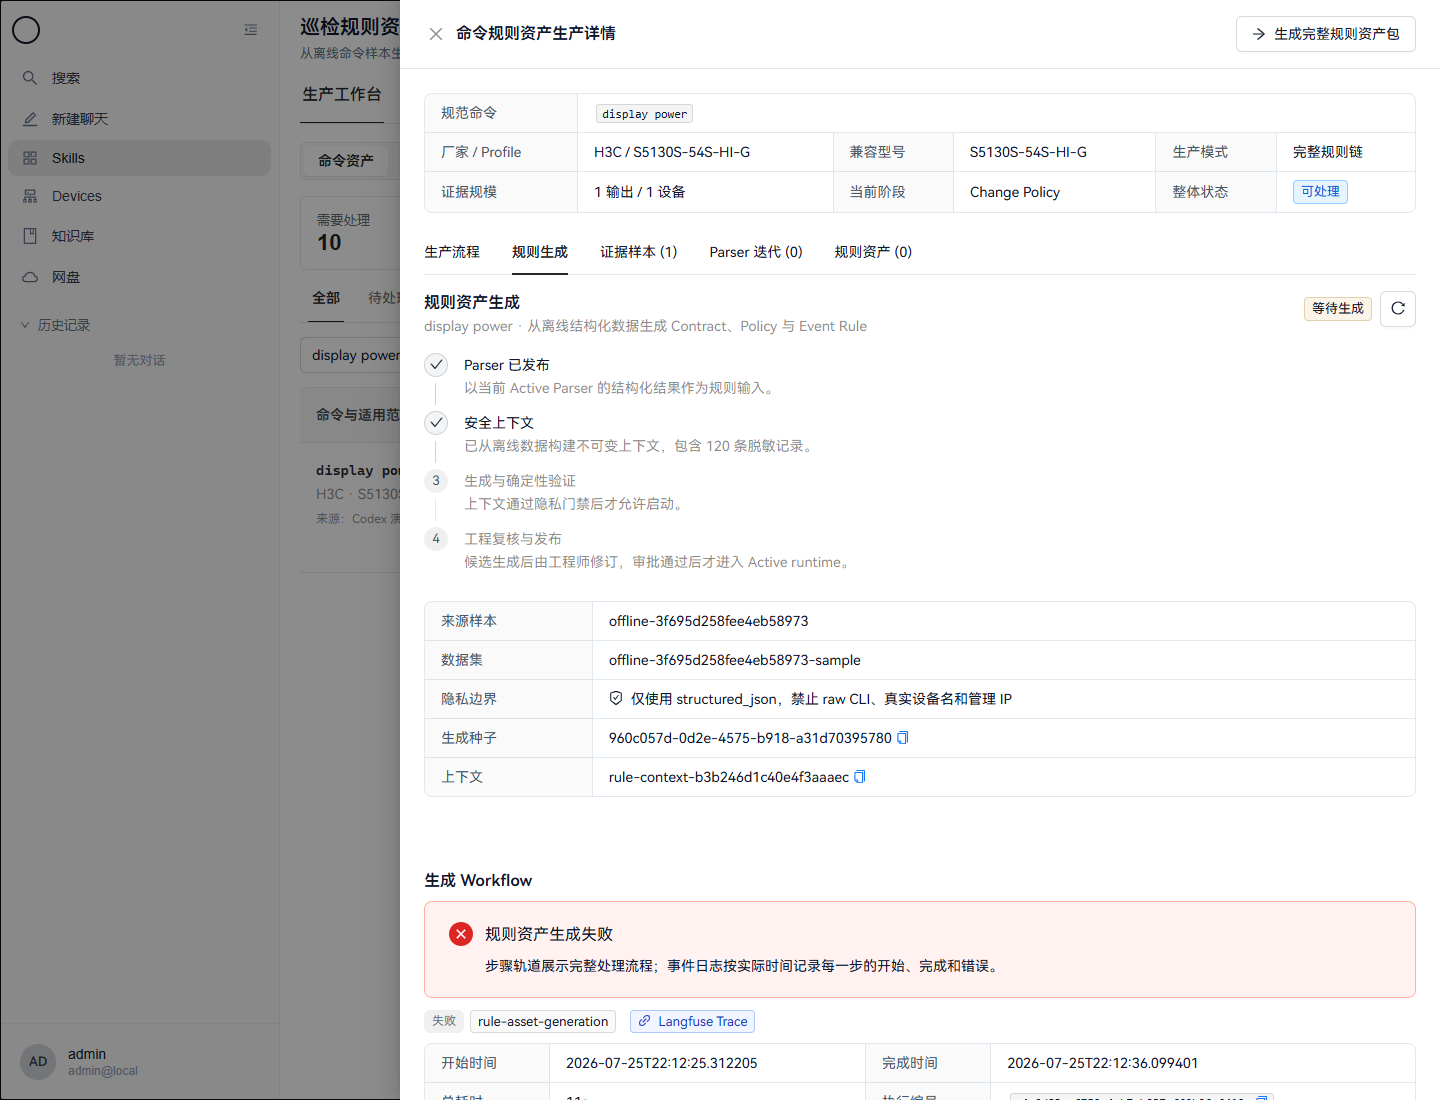 搜索
新建聊天
Skills
Devices
知识库
网盘
历史记录
暂无对话
AD
admin
admin@local
巡检规则资
从离线命令样本生
生产工作台
命令资产
需要处理
10
全部 待处理
display power
命令与适用范
display po
H3C · S5130S
来源：Codex 演
命令规则资产生产详情
生成完整规则资产包
规范命令 display power
厂家 / Profile H3C / S5130S-54S-HI-G 兼容型号 S5130S-54S-HI-G 生产模式 完整规则链
证据规模 1 输出 / 1 设备 当前阶段 Change Policy 整体状态 可处理
生产流程 规则生成 证据样本 (1) Parser 迭代 (0) 规则资产 (0)
规则资产生成
等待生成
display power · 从离线结构化数据生成 Contract、Policy 与 Event Rule
Parser 已发布
以当前 Active Parser 的结构化结果作为规则输入。
安全上下文
已从离线数据构建不可变上下文，包含 120 条脱敏记录。
3 生成与确定性验证
上下文通过隐私门禁后才允许启动。
4 工程复核与发布
候选生成后由工程师修订，审批通过后才进入 Active runtime。
来源样本 offline-3f695d258fee4eb58973
数据集 offline-3f695d258fee4eb58973-sample
隐私边界 仅使用 structured_json，禁止 raw CLI、真实设备名和管理 IP
生成种子 960c057d-0d2e-4575-b918-a31d70395780
上下文 rule-context-b3b246d1c40e4f3aaaec
生成 Workflow
规则资产生成失败
步骤轨道展示完整处理流程；事件日志按实际时间记录每一步的开始、完成和错误。
失败 rule-asset-generation Langfuse Trace
开始时间 2026-07-25T22:12:25.312205 完成时间 2026-07-25T22:12:36.099401